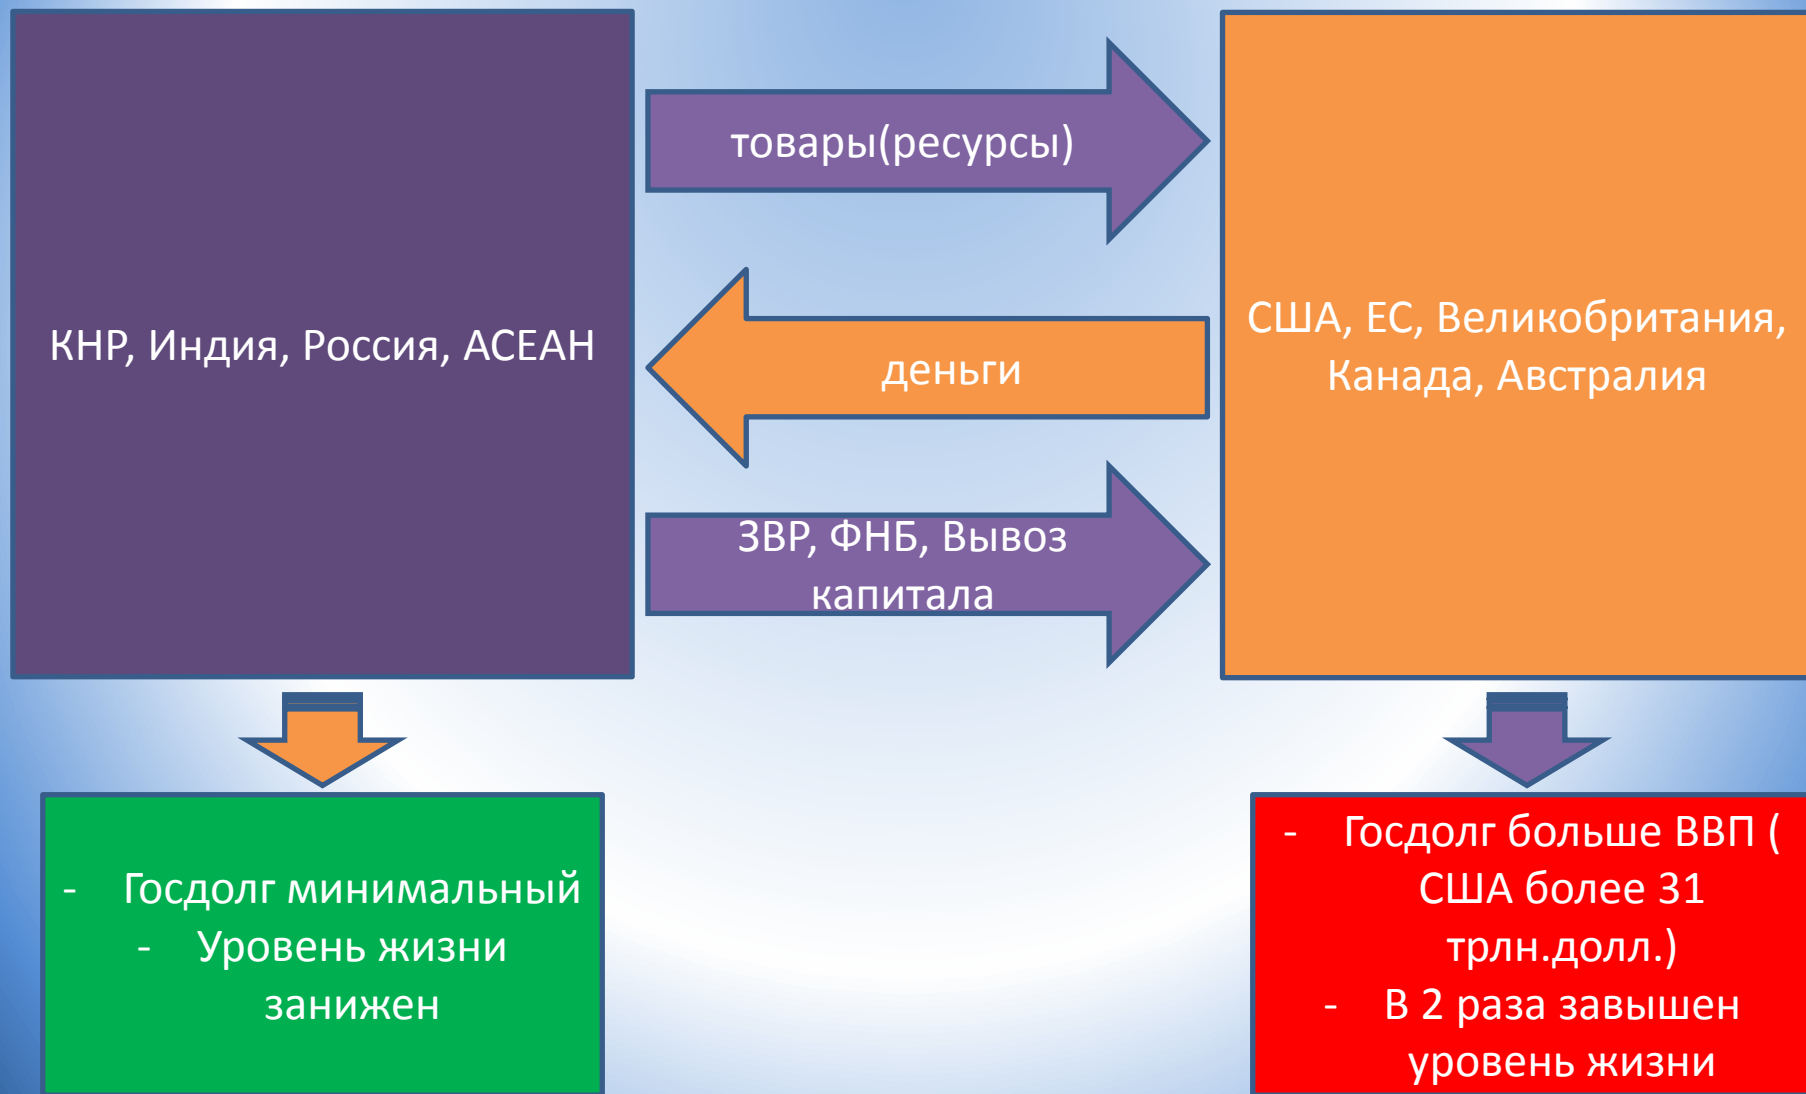 товары(ресурсы)
КНР, Индия, Россия, АСЕАН
деньги
США, ЕС, Великобритания,
Канада, Австралия
ЗВР, ФНБ, Вывоз
капитала
- Госдолг минимальный
- Уровень жизни
занижен
- Госдолг больше ВВП (
США более 31
трлн.долл.)
- В 2 раза завышен
уровень жизни